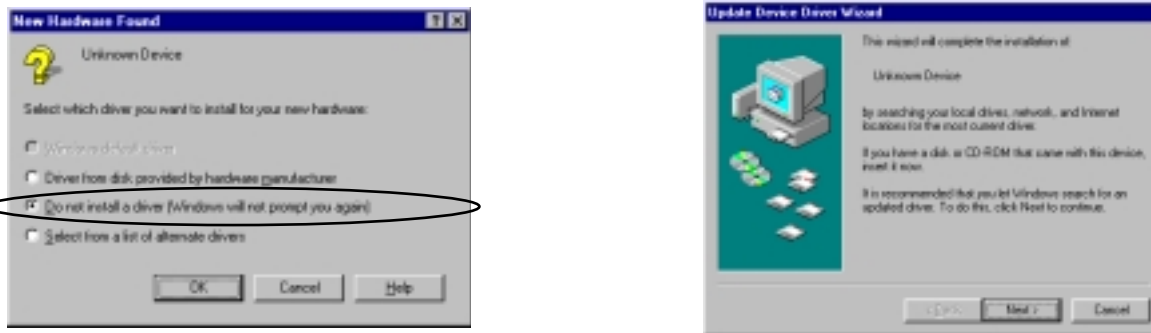 New Hardware Found
Unknown Device
Select which driver you want to install for your new hardware:
Windows default driver
Driver from disk provided by hardware manufacturer
Do not install a driver (Windows will not prompt you again)
Select from a list of alternate drivers
OK
Cancel
Help
Update Device Driver Wizard
This wizard will complete the installation of:
Unknown Device
by searching your local drives, network, and Internet
locations for the most current driver.
If you have a disk or CD-ROM that came with this device,
insert it now.
It is recommended that you let Windows search for an
updated driver. To do this, click Next to continue.
< Back
Next >
Cancel